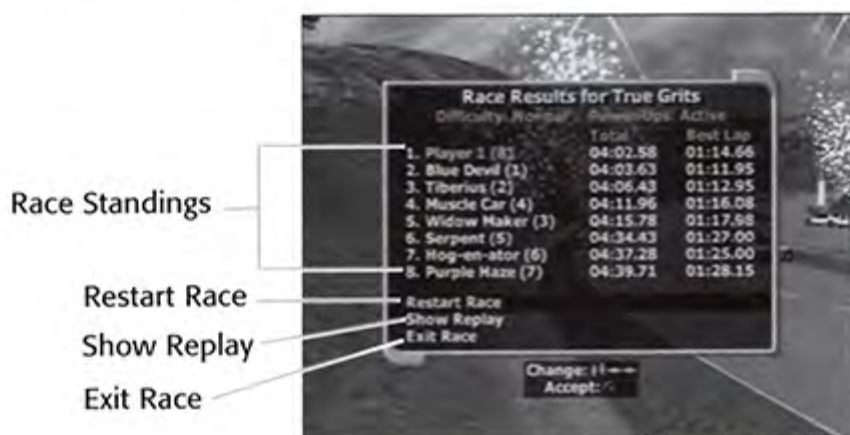 Race Results for True Grits
Difficulty: Normal Power-Ups: Active
Total Best Lap
1. Player 1 (8) 04:02.58 01:14.66
2. Blue Devil (1) 04:03.63 01:11.95
3. Tiberius (2) 04:06.43 01:12.95
4. Muscle Car (4) 04:11.96 01:16.08
5. Widow Maker (3) 04:15.78 01:17.98
6. Serpent (5) 04:34.43 01:27.00
7. Hog-en-ator (6) 04:37.28 01:25.00
8. Purple Haze (7) 04:39.71 01:28.15
Restart Race
Show Replay
Exit Race
Change:
Accept:
Race Standings
Restart Race
Show Replay
Exit Race